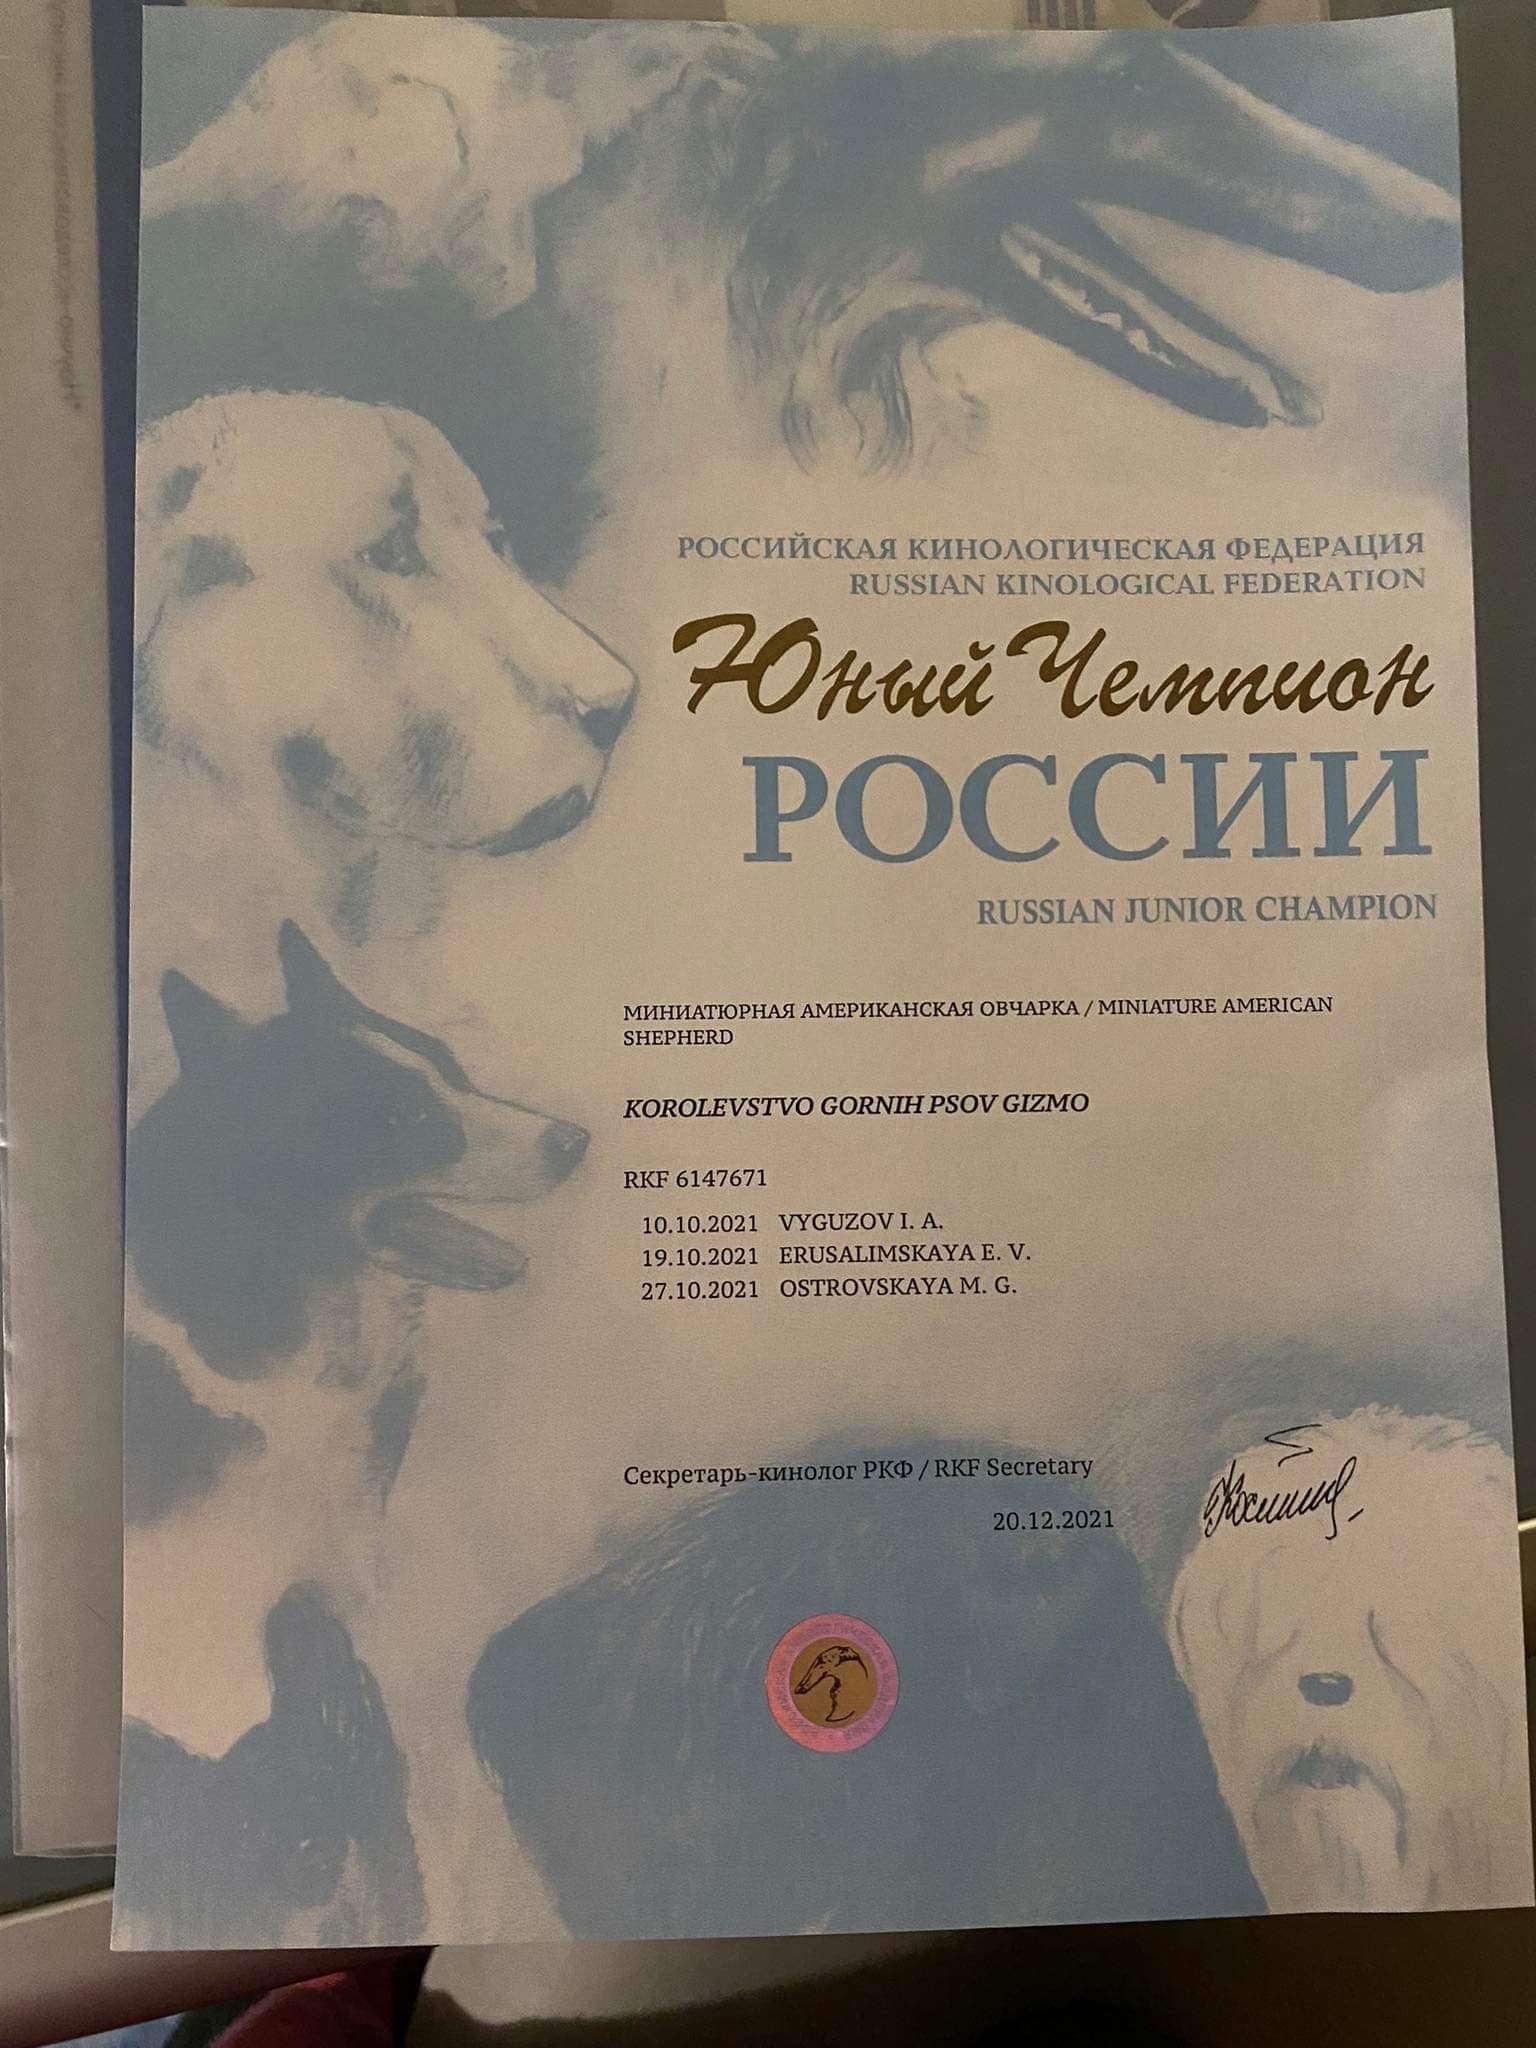 РОССИЙСКАЯ КИНОЛОГИЧЕСКАЯ ФЕДЕРАЦИЯ
RUSSIAN KINOLOGICAL FEDERATION
Юный Чемпион
РОССИИ
RUSSIAN JUNIOR CHAMPION
МИНИАТЮРНАЯ АМЕРИКАНСКАЯ ОВЧАРКА / MINIATURE AMERICAN
SHEPHERD
KOROLEVSTVO GORNIH PSOV GIZMO
RKF 6147671
10.10.2021 VYGUZOV I. A.
19.10.2021 ERUSALIMSKAYA E. V.
27.10.2021 OSTROVSKAYA M. G.
Секретарь-кинолог РКФ / RKF Secretary
20.12.2021